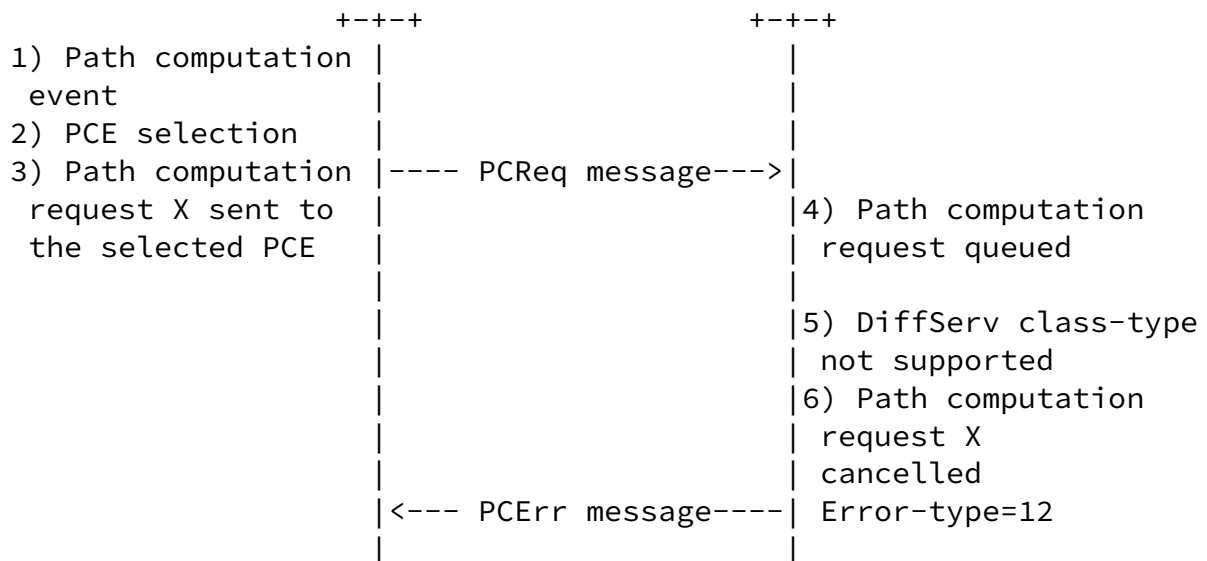 +-+-+                    +-+-+
1) Path computation |                    |
 event              |                    |
2) PCE selection    |                    |
3) Path computation |---- PCReq message--->|
 request X sent to  |                    |4) Path computation
 the selected PCE   |                    | request queued
                    |                    |
                    |                    |5) DiffServ class-type
                    |                    | not supported
                    |                    |6) Path computation
                    |                    | request X
                    |                    | cancelled
                    |<--- PCErr message----| Error-type=12
                    |                    |